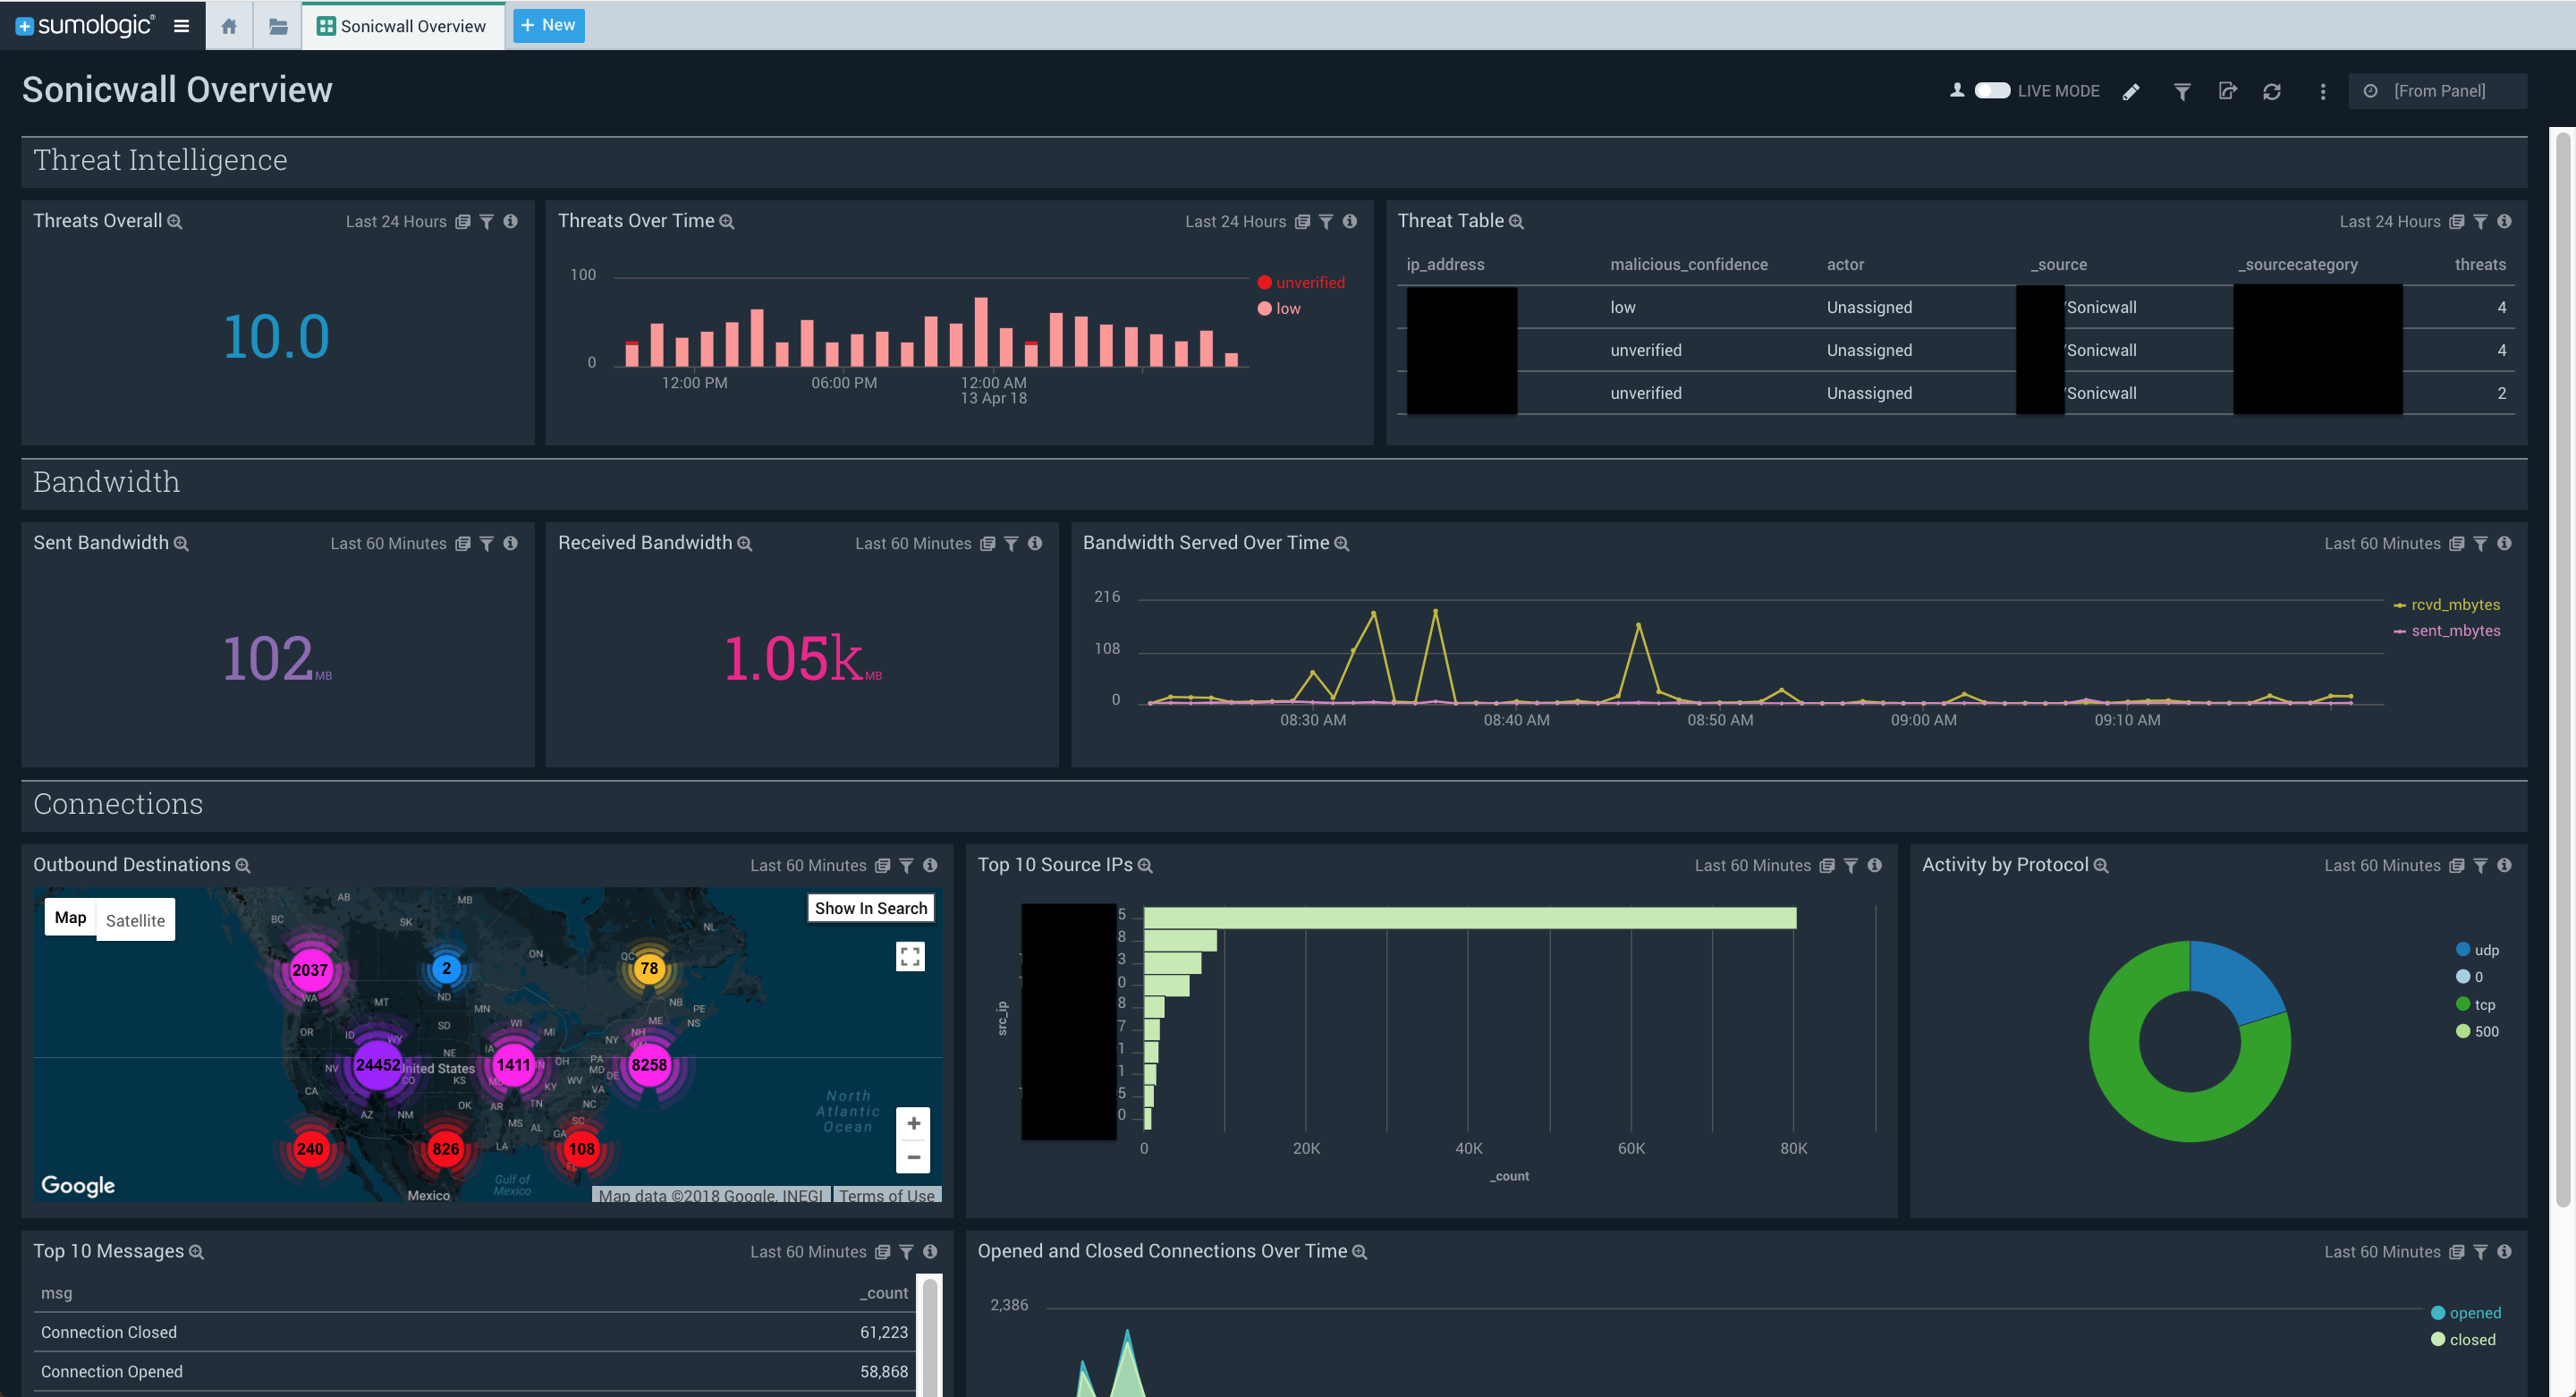 sumologic
Sonicwall Overview
+ New
Sonicwall Overview
LIVE MODE
[From Panel]
Threat Intelligence
Threats Overall
Last 24 Hours
10.0
Threats Over Time
Last 24 Hours
100
0
12:00 PM
06:00 PM
12:00 AM
13 Apr 18
unverified
low
Threat Table
Last 24 Hours
ip_address malicious_confidence actor _source _sourcecategory threats
low Unassigned /Sonicwall 4
unverified Unassigned /Sonicwall 4
unverified Unassigned /Sonicwall 2
Bandwidth
Sent Bandwidth
Last 60 Minutes
102 MB
Received Bandwidth
Last 60 Minutes
1.05k MB
Bandwidth Served Over Time
Last 60 Minutes
216
108
0
08:30 AM
08:40 AM
08:50 AM
09:00 AM
09:10 AM
rcvd_mbytes
sent_mbytes
Connections
Outbound Destinations
Last 60 Minutes
Map
Satellite
Show In Search
AB
MB
BC
SK
NL
ON
QC
2037
2
78
WA
MT
ND
MN
NB
PE
OR
ID
SD
WI
MI
ME
NS
NH
WY
NE
IA
NY
24452
1411
8258
NV
United States
OH
PA
MD
DE
CO
KS
KY
WV
VA
CA
AZ
NM
OK
AR
TN
NC
MS
AL
GA
SC
LA
240
826
108
North
Atlantic
Ocean
Gulf of
Mexico
Mexico
Google
Map data ©2018 Google, INEGI
Terms of Use
Top 10 Source IPs
Last 60 Minutes
src_ip
5
8
3
0
8
7
1
1
5
0
0
20K
40K
60K
80K
_count
Activity by Protocol
Last 60 Minutes
udp
0
tcp
500
Top 10 Messages
Last 60 Minutes
msg _count
Connection Closed 61,223
Connection Opened 58,868
Opened and Closed Connections Over Time
Last 60 Minutes
2,386
opened
closed